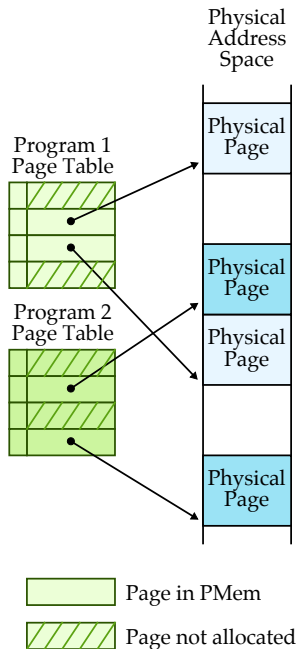 Physical
Address
Space
Physical
Page
Program 1
Page Table
Physical
Page
Program 2
Page Table
Physical
Page
Physical
Page
Page in PMem
Page not allocated